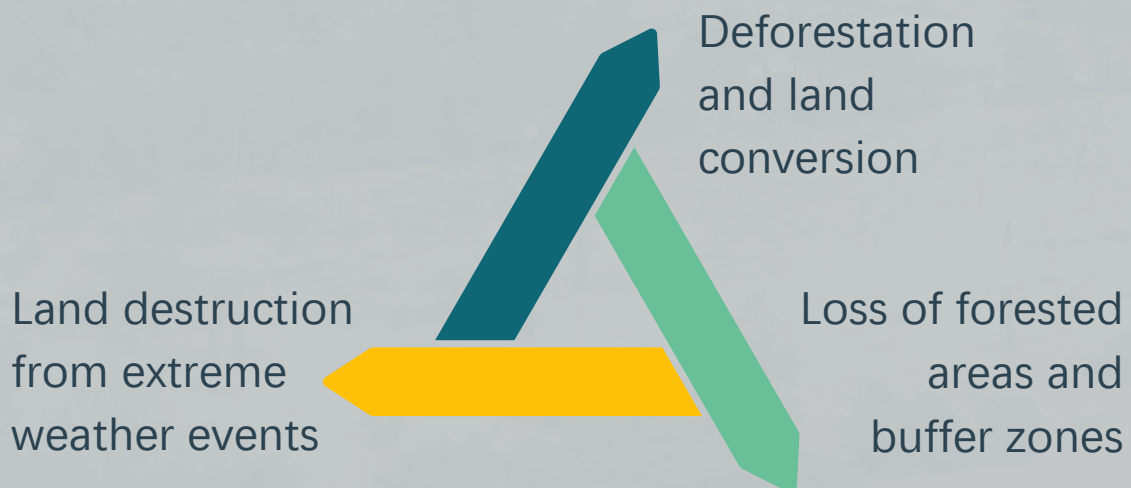 Deforestation
and land
conversion
Land destruction
from extreme
weather events
Loss of forested
areas and
buffer zones